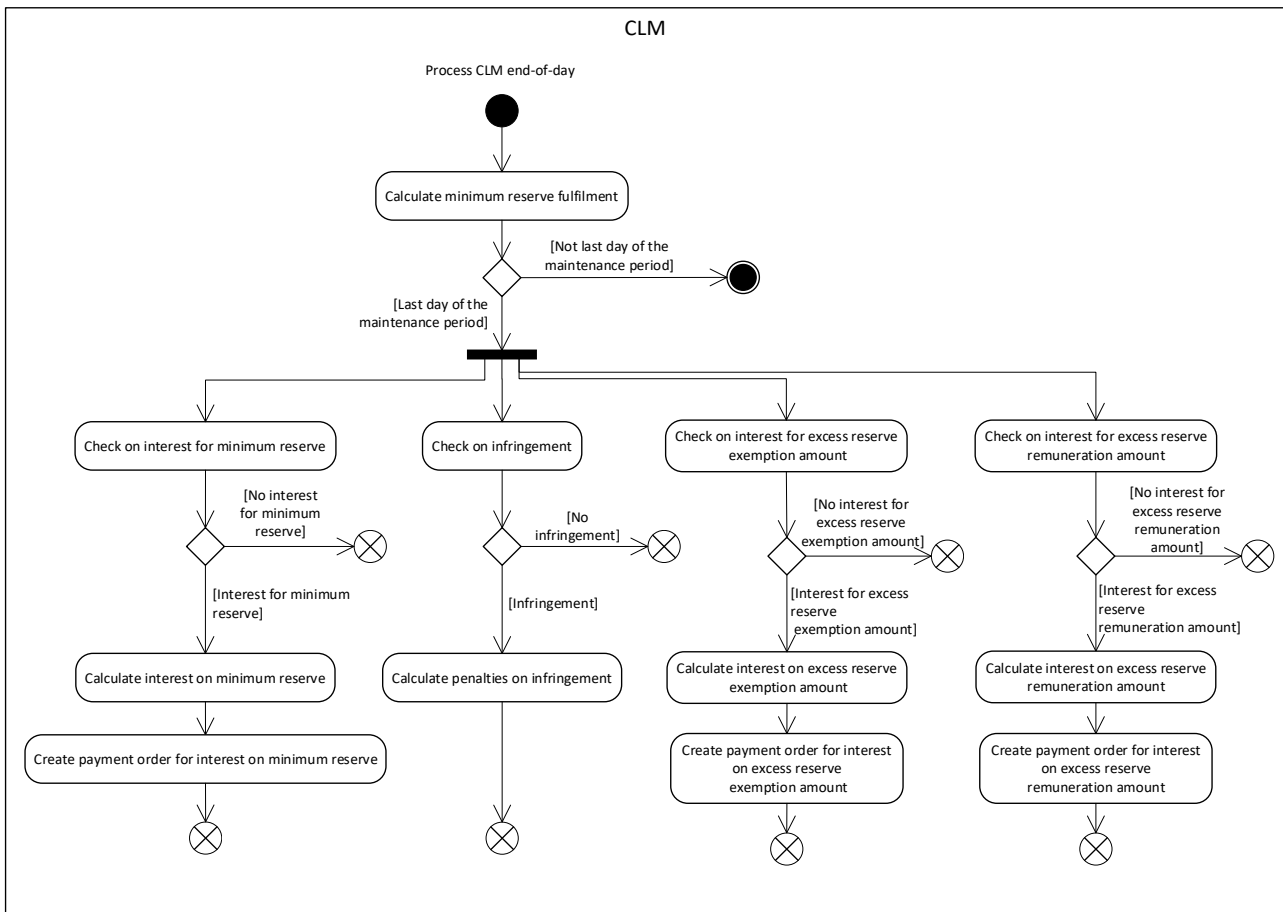 CLM
Process CLM end-of-day
Calculate minimum reserve fulfilment
[Not last day of the
maintenance period]
[Last day of the
maintenance period]
Check on interest for minimum reserve
Check on infringement
Check on interest for excess reserve
exemption amount
Check on interest for excess reserve
remuneration amount
[No interest
for minimum
reserve]
[No
infringement]
[No interest for
excess reserve
exemption amount]
[No interest for
excess reserve
remuneration
amount]
[Interest for minimum
reserve]
[Infringement]
[Interest for excess
reserve
exemption amount]
[Interest for excess
reserve
remuneration amount]
Calculate interest on minimum reserve
Calculate penalties on infringement
Calculate interest on excess reserve
exemption amount
Calculate interest on excess reserve
remuneration amount
Create payment order for interest on minimum reserve
Create payment order for interest
on excess reserve
exemption amount
Create payment order for interest
on excess reserve
remuneration amount